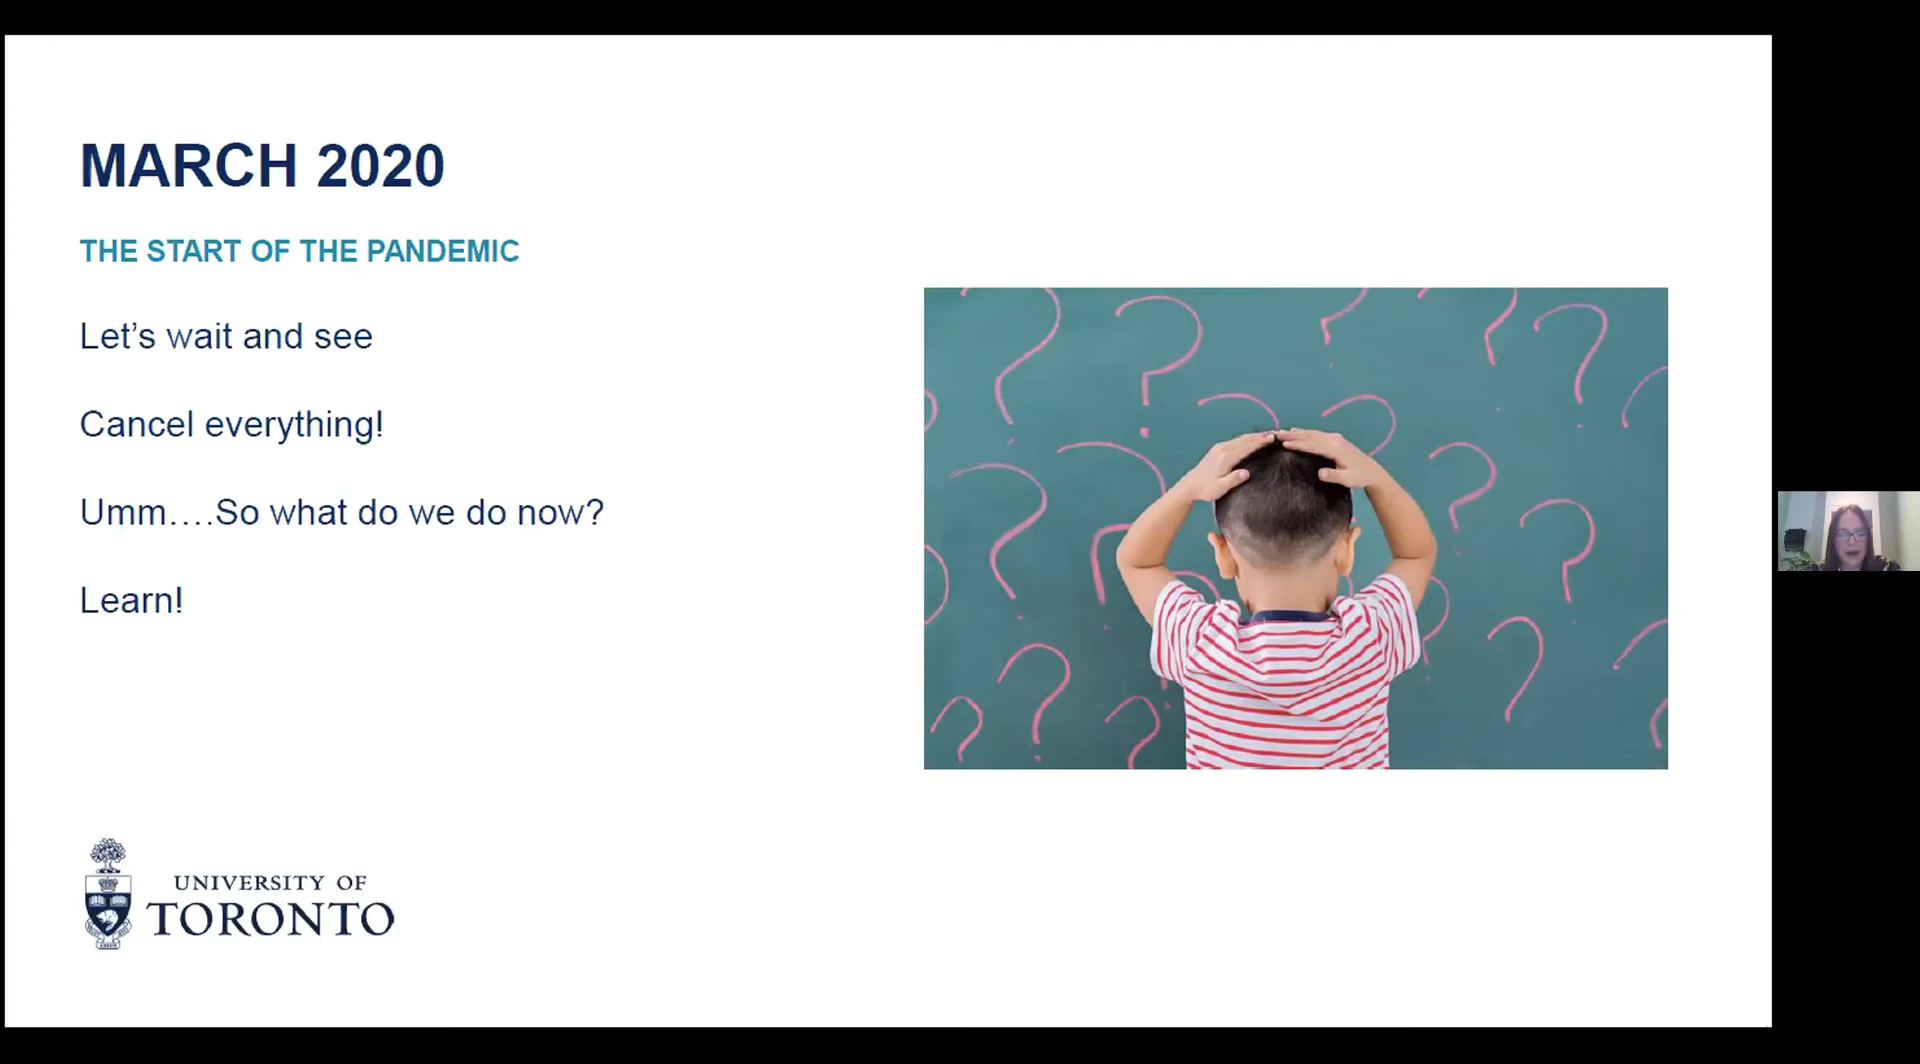 MARCH 2020
THE START OF THE PANDEMIC
Let’s wait and see
Cancel everything!
Umm….So what do we do now?
Learn!
UNIVERSITY OF
TORONTO